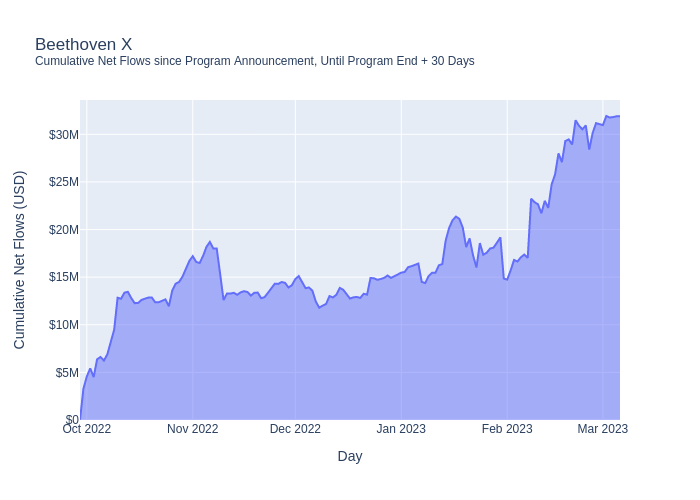 Beethoven X
Cumulative Net Flows since Program Announcement, Until Program End + 30 Days
Cumulative Net Flows (USD)
$30M
$25M
$20M
$15M
$10M
$5M
$0
Oct 2022 Nov 2022 Dec 2022 Jan 2023 Feb 2023 Mar 2023
Day